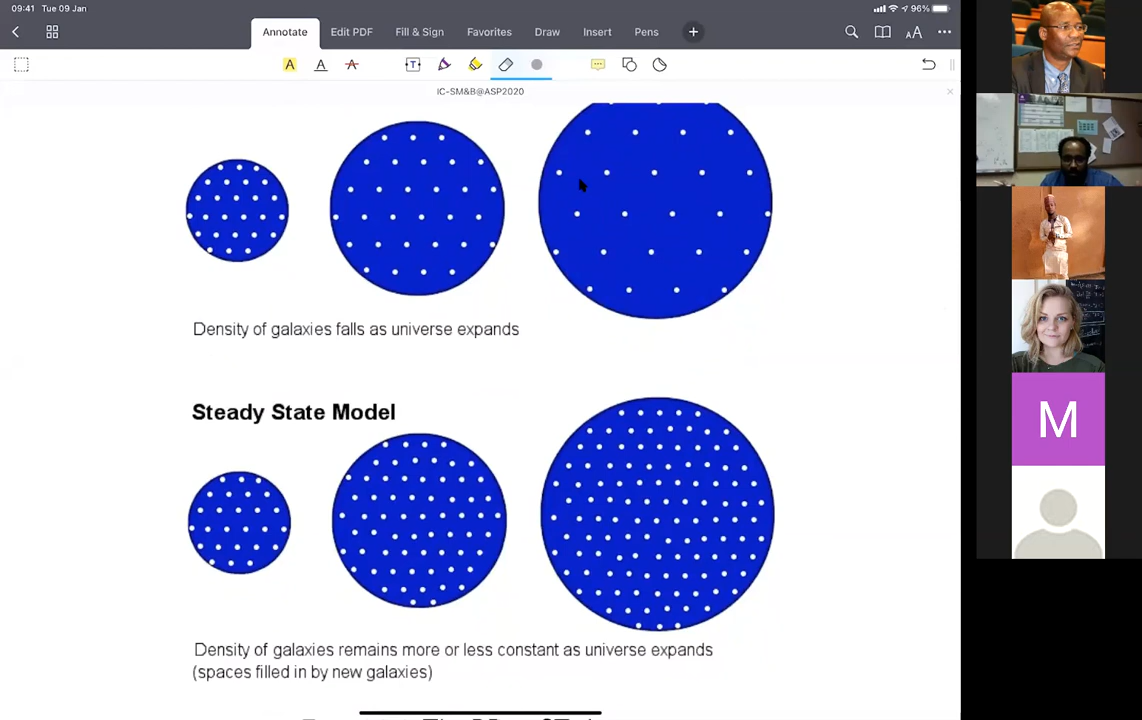 09:41 Tue 09 Jan
96%
Annotate Edit PDF Fill & Sign Favorites Draw Insert Pens
AA
A A A T
IC-SM&B@ASP2020
Density of galaxies falls as universe expands
Steady State Model
Density of galaxies remains more or less constant as universe expands
(spaces filled in by new galaxies)
M